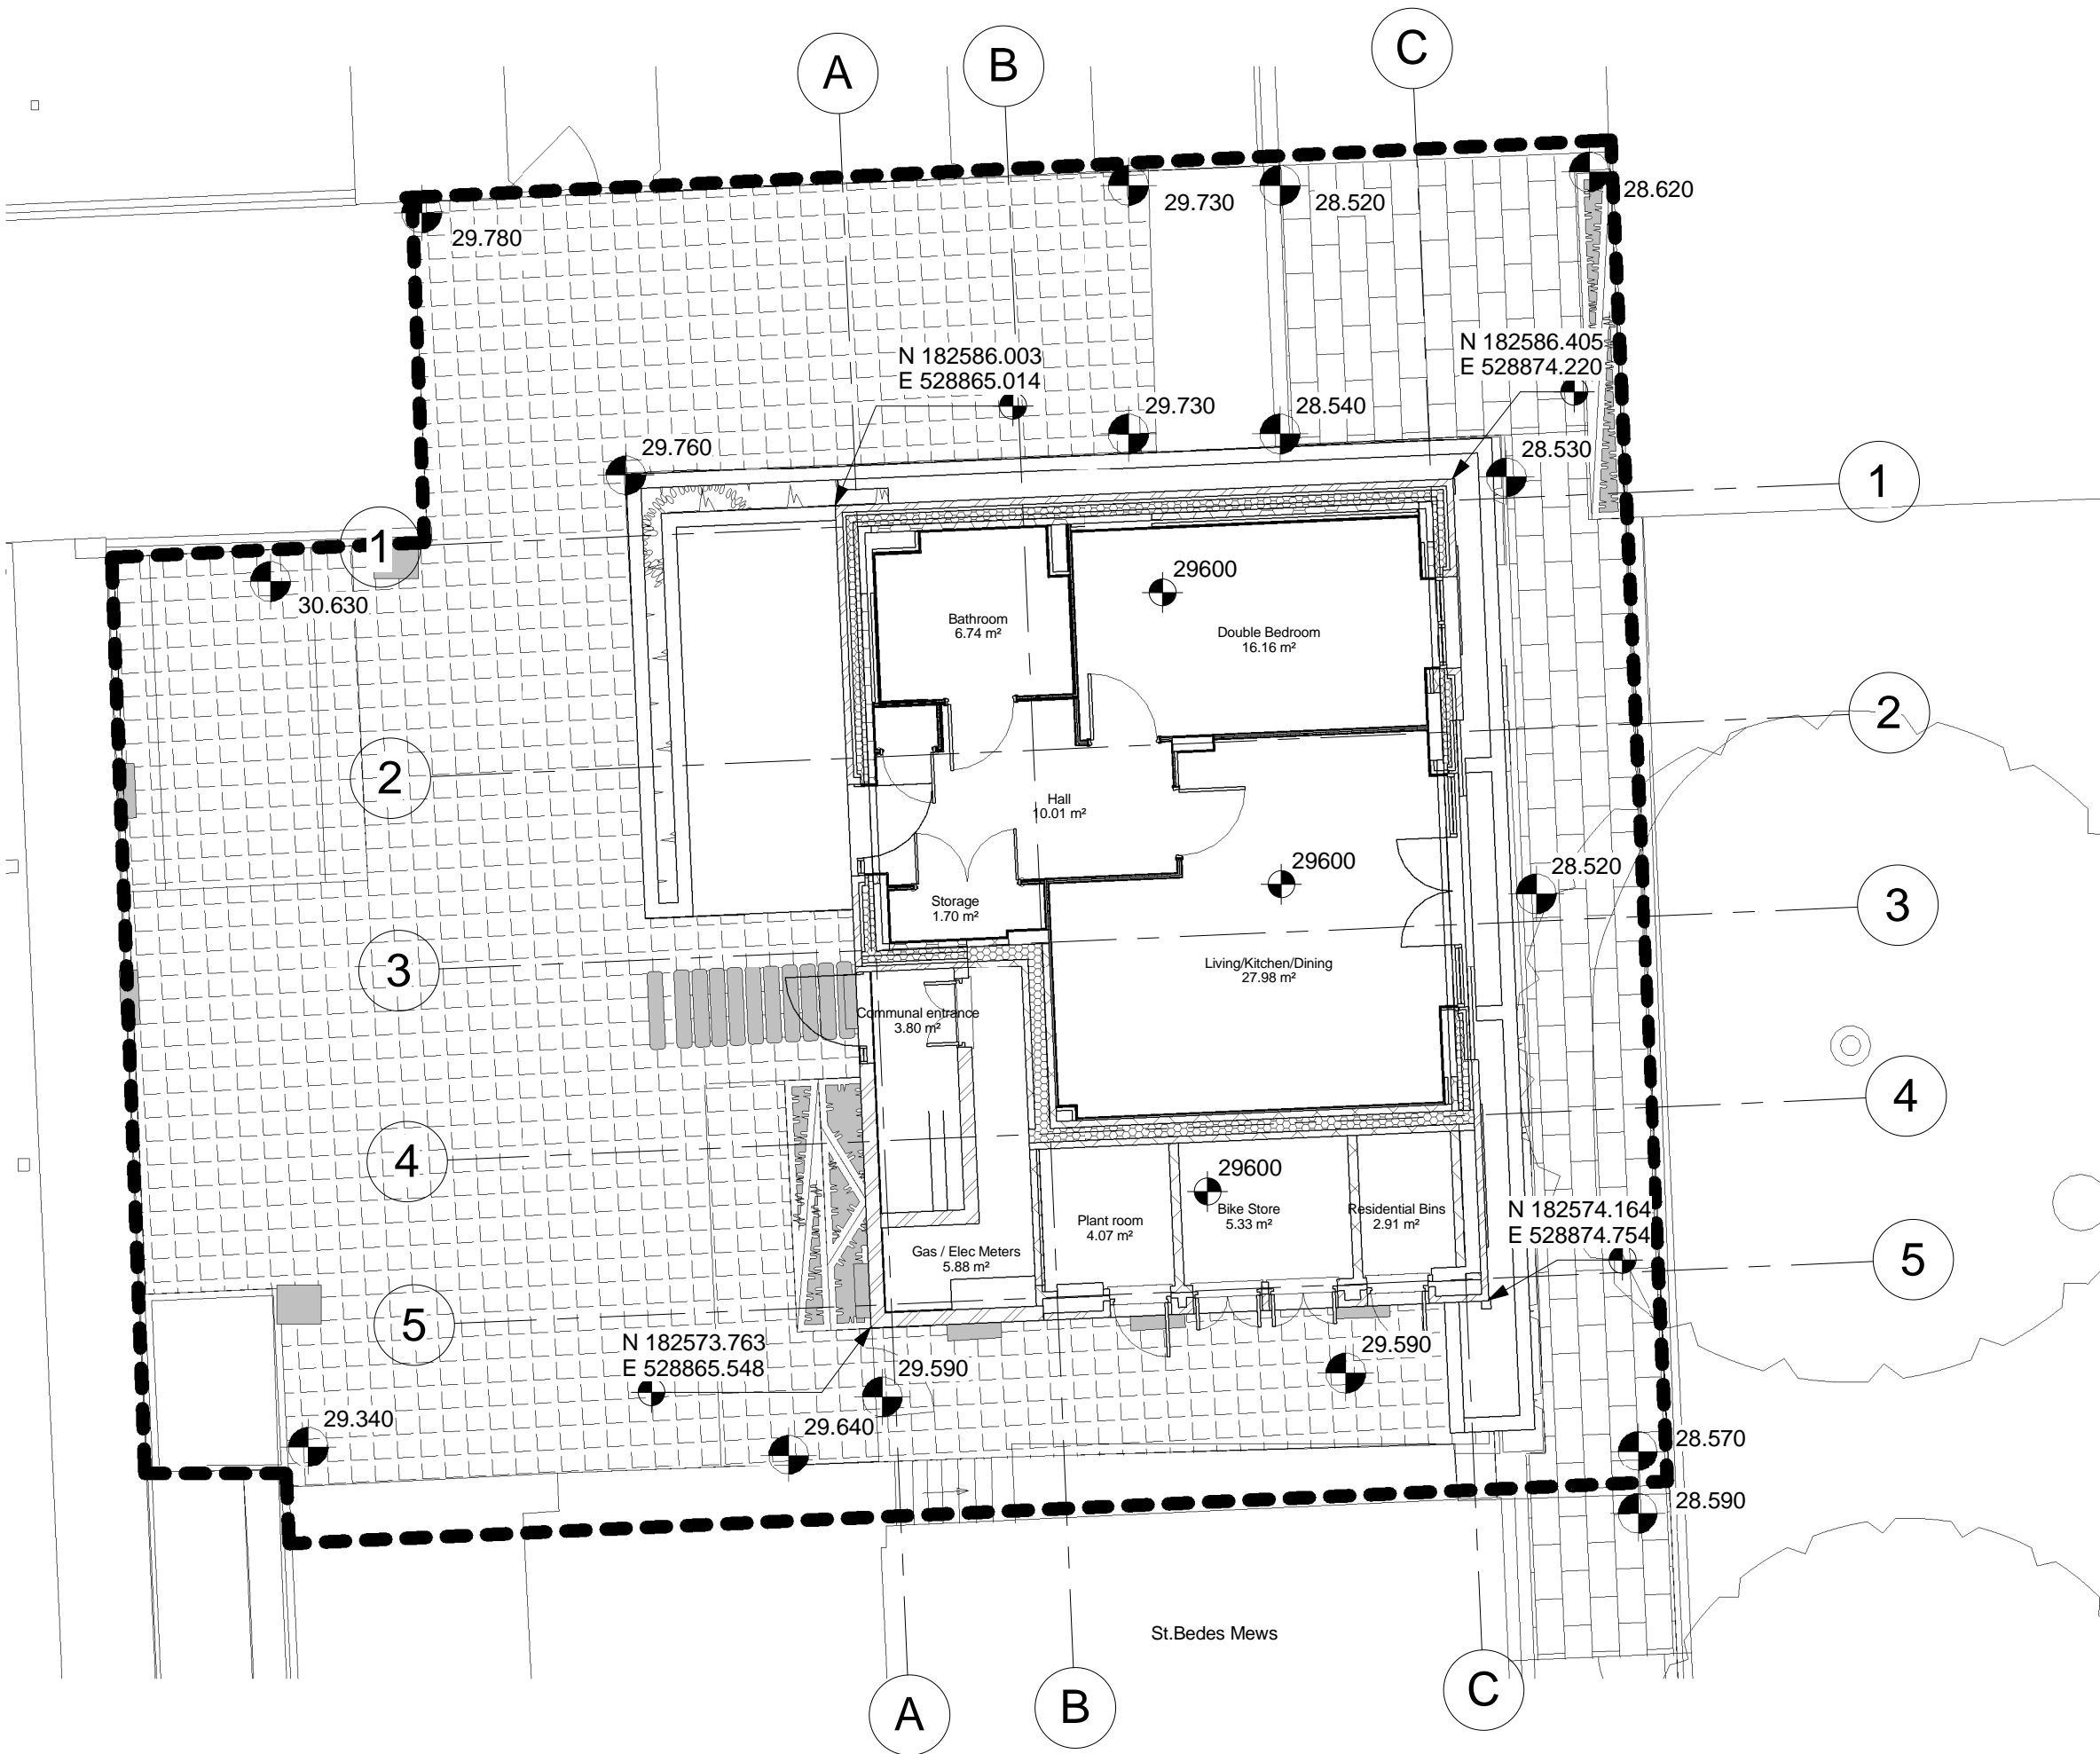 A
B
C
29.780
29.730
28.520
28.620
N 182586.003
E 528865.014
N 182586.405
E 528874.220
29.730
28.540
29.760
28.530
1
1
30.630
29600
Bathroom
6.74 m²
Double Bedroom
16.16 m²
2
2
Hall
10.01 m²
29600
28.520
Storage
1.70 m²
3
3
Living/Kitchen/Dining
27.98 m²
Communal entrance
3.80 m²
4
4
29600
Plant room
4.07 m²
Bike Store
5.33 m²
Residential Bins
2.91 m²
N 182574.164
E 528874.754
Gas / Elec Meters
5.88 m²
5
5
N 182573.763
E 528865.548
29.590
29.590
29.340
29.640
28.570
28.590
St.Bedes Mews
A
B
C